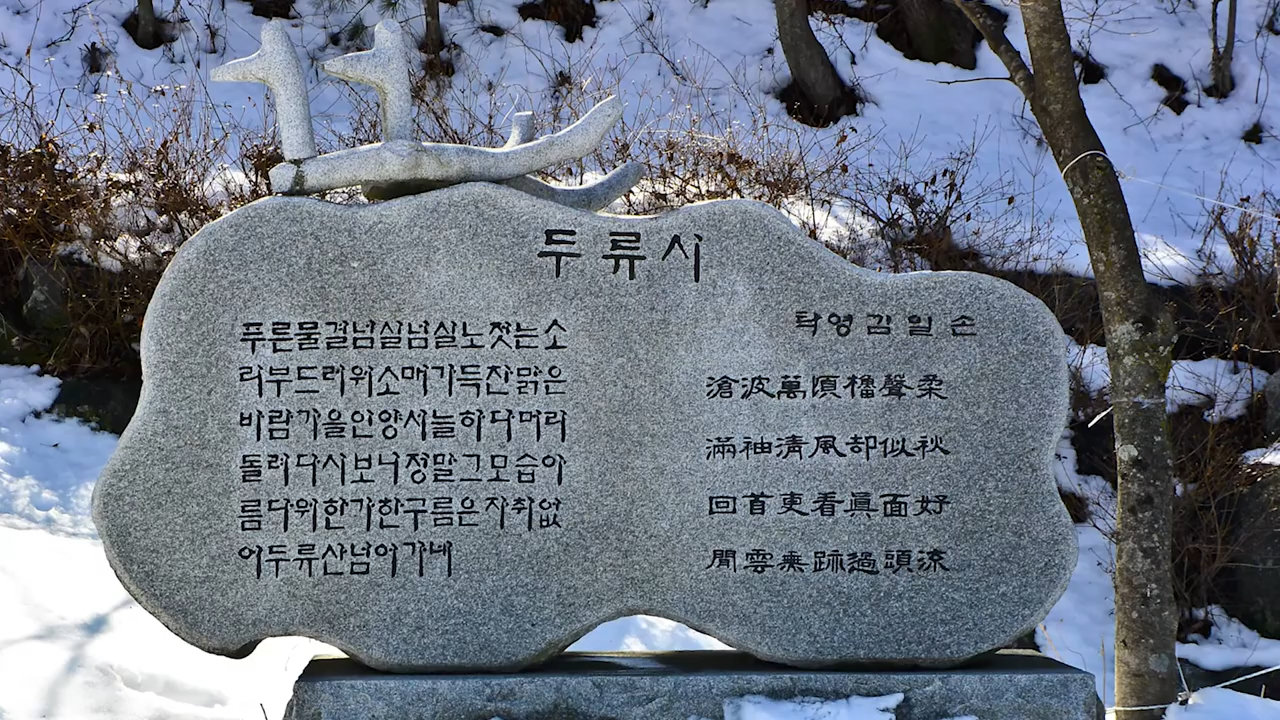 두류시
푸른물결넘실넘실노젓는소
리부드러워소매가득찬맑은
바람가을인양서늘하다머리
돌려다시보니정말그모습아
름다워한가한구름은자취없
이두류산넘어가네
탁영김일손
滄波萬頃櫓聲柔
滿袖淸風却似秋
回首更看眞面好
閒雲無跡過頭流